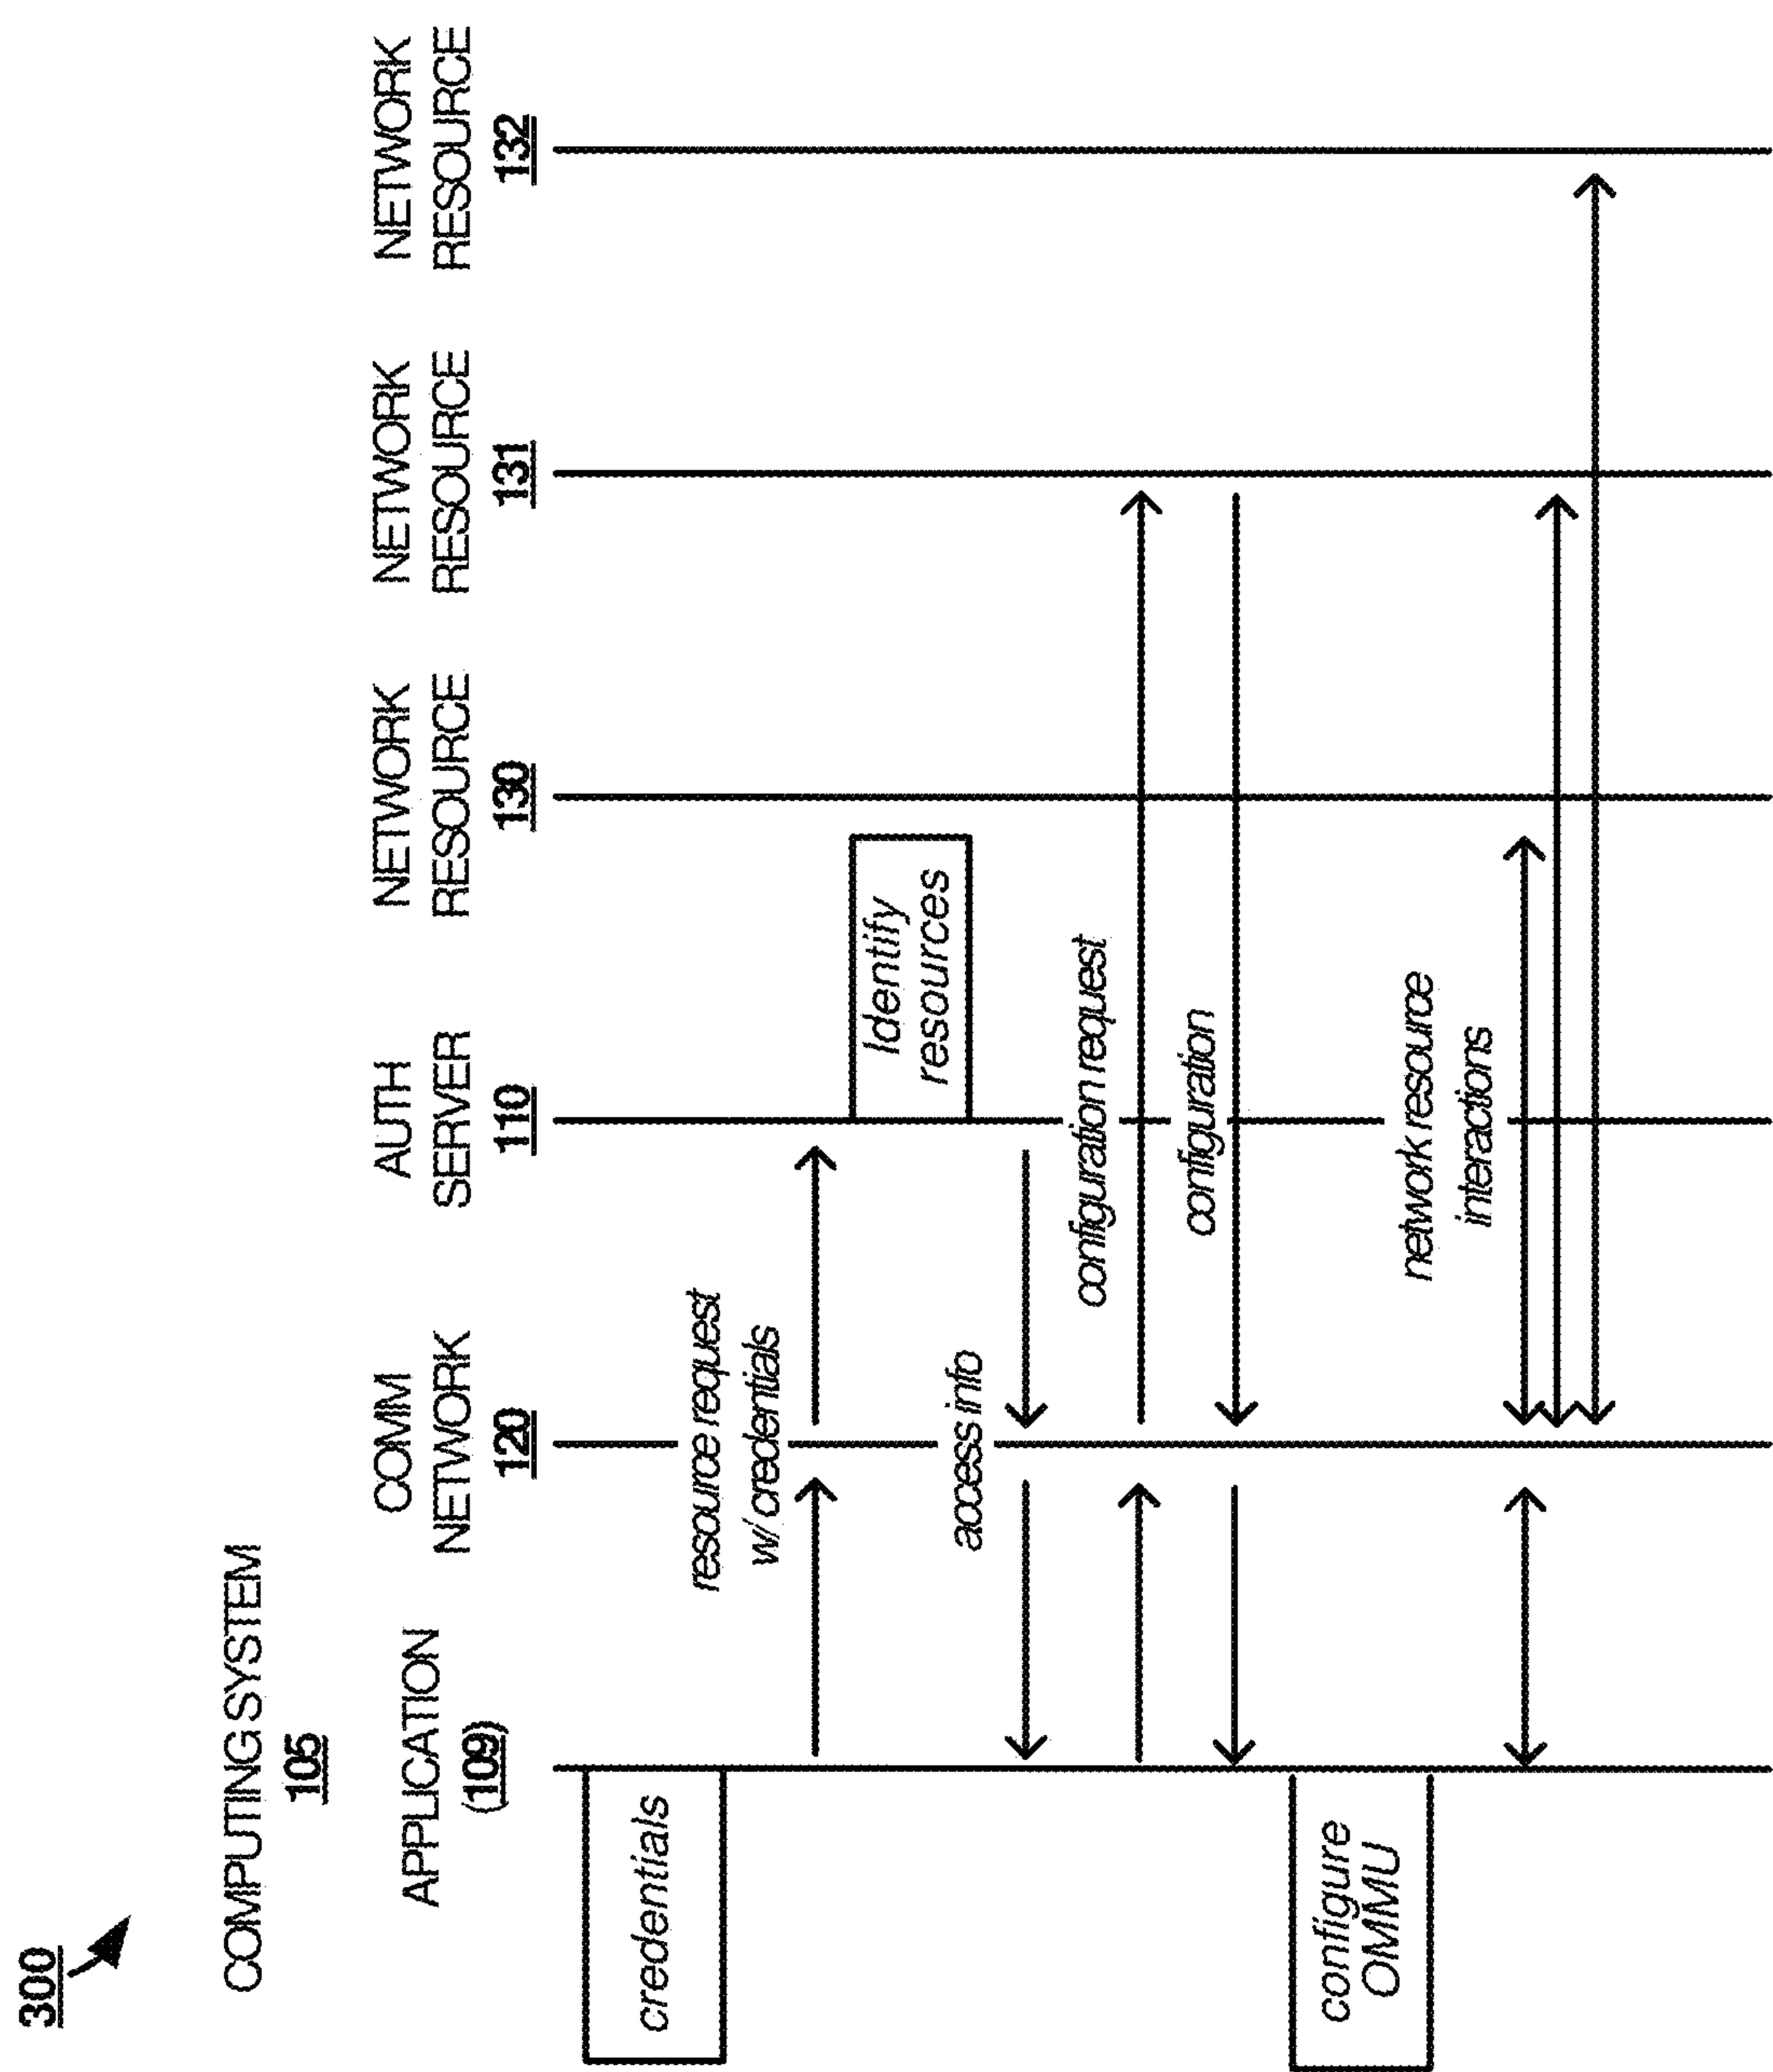 300
COMPUTING SYSTEM
105
APPLICATION
(109)
COMM
NETWORK
120
AUTH
SERVER
110
NETWORK
RESOURCE
130
NETWORK
RESOURCE
131
NETWORK
RESOURCE
132
credentials
resource request
w/ credentials
Identify
resources
access info
configuration request
configuration
configure
OMMU
network resource
interactions